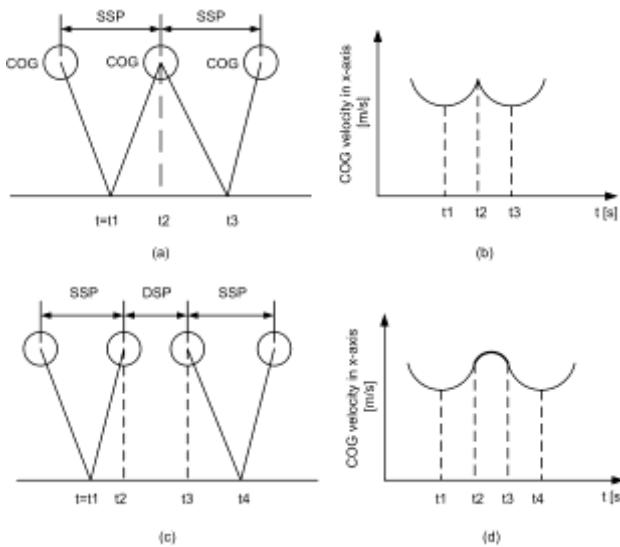 SSP SSP
COG COG COG
t=t1 t2 t3
(a)
COG velocity in x-axis
[m/s]
t1 t2 t3 t [s]
(b)
SSP DSP SSP
t=t1 t2 t3 t4
(c)
COG velocity in x-axis
[m/s]
t1 t2 t3 t4 t [s
(d)